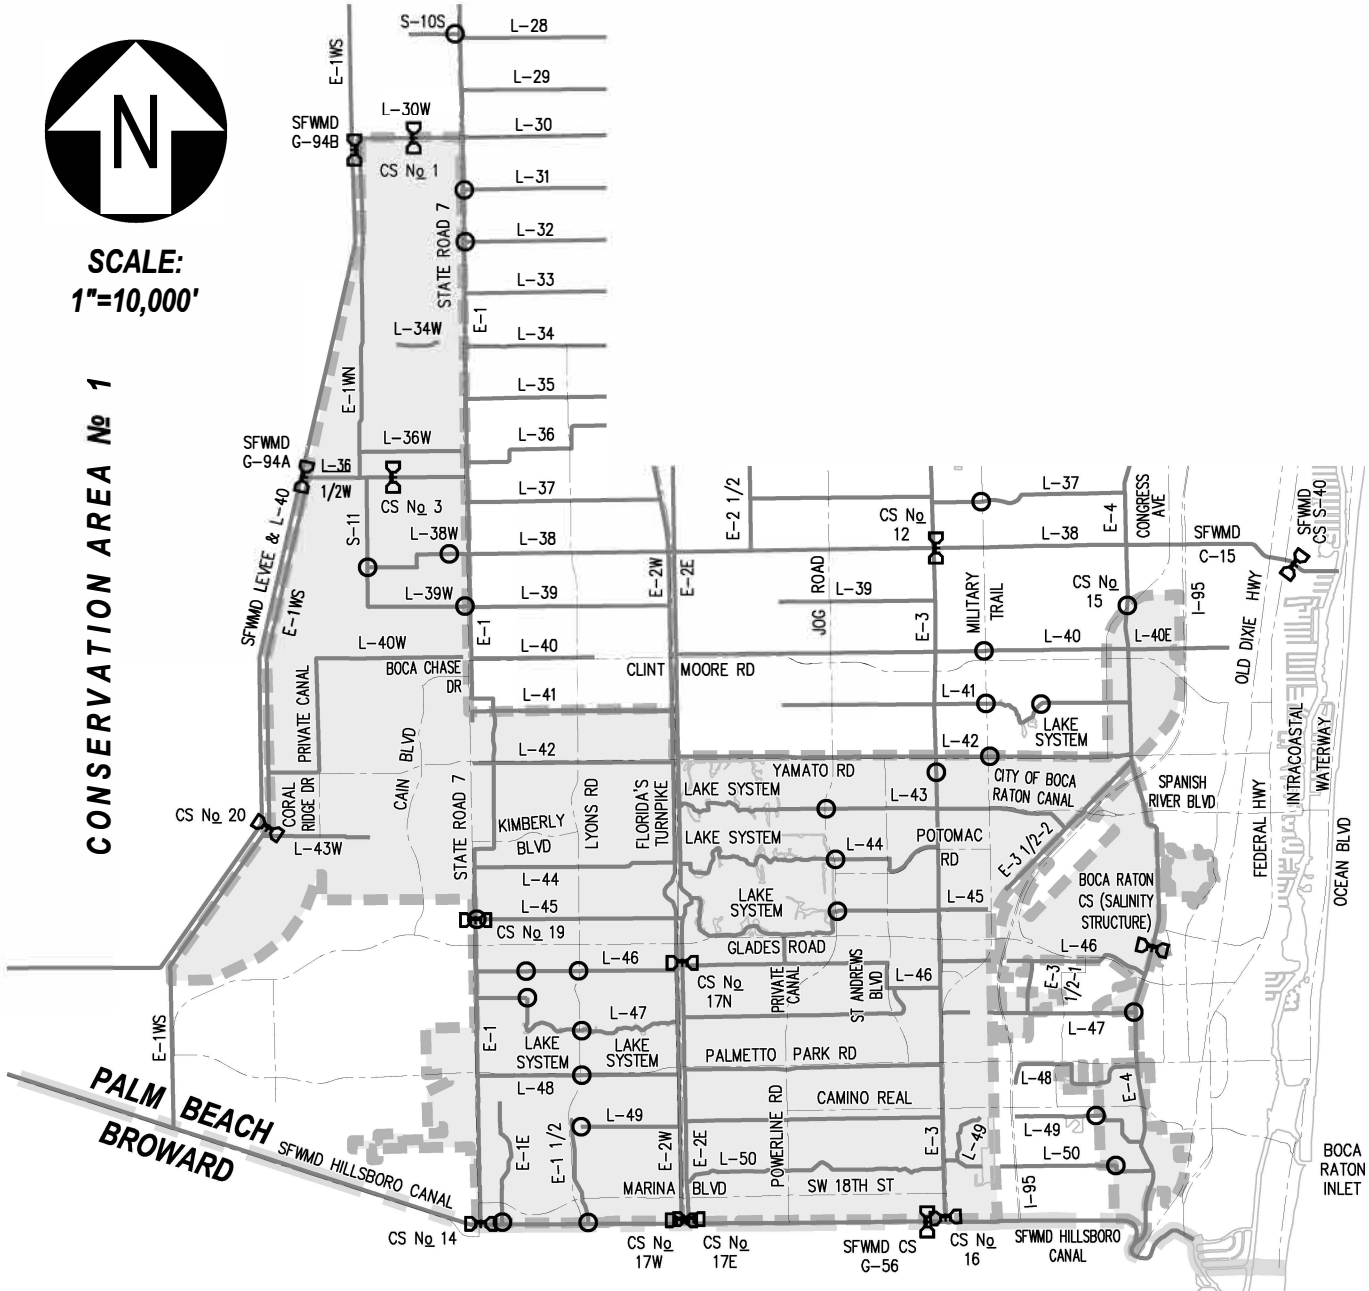 S-10S
L-28
E-1WS
L-29
N
L-30W
SFWMD
G-94B
L-30
CS No 1
L-31
SCALE:
1"=10,000'
STATE ROAD 7
L-32
L-33
E-1
L-34W
L-34
CONSERVATION AREA № 1
E-1WN
L-35
L-36W
L-36
SFWMD
G-94A
L-36
1/2W
CS No 3
L-37
E-2 1/2
CS No
12
L-37
E-4
CONGRESS
AVE
SFWMD
CS S-40
SFWMD LEVEE & L-40
S-11
L-38W
L-38
L-38
SFWMD
C-15
E-1WS
L-39W
L-39
E-2W
E-2E
JOG ROAD
L-39
E-3
MILITARY
TRAIL
CS No
15
I-95
OLD DIXIE HWY
E-1
L-40W
L-40
L-40
L-40E
BOCA CHASE
DR
CLINT MOORE RD
PRIVATE CANAL
L-41
L-41
LAKE
SYSTEM
CAIN BLVD
L-42
L-42
INTRACOASTAL
WATERWAY
YAMATO RD
CITY OF BOCA
RATON CANAL
SPANISH
RIVER BLVD
CORAL
RIDGE DR
STATE ROAD 7
LYONS RD
FLORIDA'S
TURNPIKE
LAKE SYSTEM
L-43
FEDERAL HWY
OCEAN BLVD
CS No 20
KIMBERLY
BLVD
LAKE SYSTEM
L-44
POTOMAC
RD
E-3 1/2-2
L-43W
L-44
LAKE
SYSTEM
L-45
BOCA RATON
CS (SALINITY
STRUCTURE)
L-45
CS No 19
GLADES ROAD
L-46
L-46
CS No
17N
PRIVATE
CANAL
ST ANDREWS
BLVD
L-46
E-3
1/2-1
L-47
L-47
E-1WS
E-1
LAKE
SYSTEM
LAKE
SYSTEM
PALMETTO PARK RD
L-48
L-48
E-4
PALM BEACH
BROWARD
SFWMD HILLSBORO CANAL
E-1E
E-1 1/2
L-49
E-2W
E-2E
POWERLINE RD
CAMINO REAL
E-3
L-49
L-49
L-50
L-50
MARINA BLVD
SW 18TH ST
I-95
BOCA
RATON
INLET
CS No 14
CS No
17W
CS No
17E
SFWMD CS
G-56
CS No
16
SFWMD HILLSBORO
CANAL